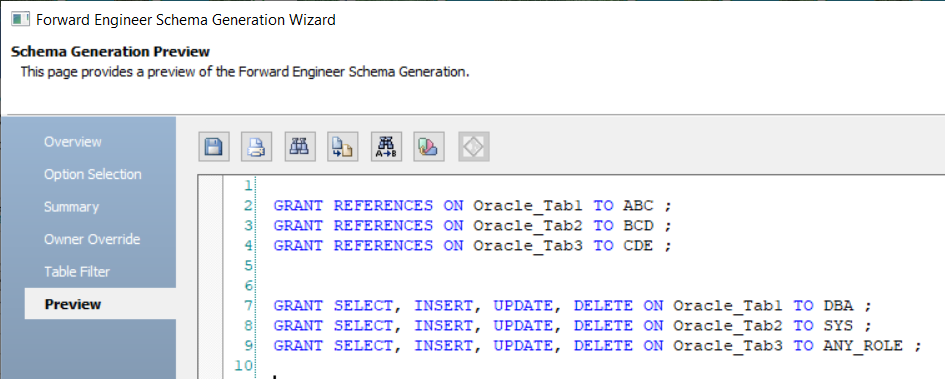 Forward Engineer Schema Generation Wizard
Schema Generation Preview
This page provides a preview of the Forward Engineer Schema Generation.
Overview
Option Selection
Summary
Owner Override
Table Filter
Preview
A→B
1
2 GRANT REFERENCES ON Oracle_Tab1 TO ABC ;
3 GRANT REFERENCES ON Oracle_Tab2 TO BCD ;
4 GRANT REFERENCES ON Oracle_Tab3 TO CDE ;
5
6
7 GRANT SELECT, INSERT, UPDATE, DELETE ON Oracle_Tab1 TO DBA ;
8 GRANT SELECT, INSERT, UPDATE, DELETE ON Oracle_Tab2 TO SYS ;
9 GRANT SELECT, INSERT, UPDATE, DELETE ON Oracle_Tab3 TO ANY_ROLE ;
10